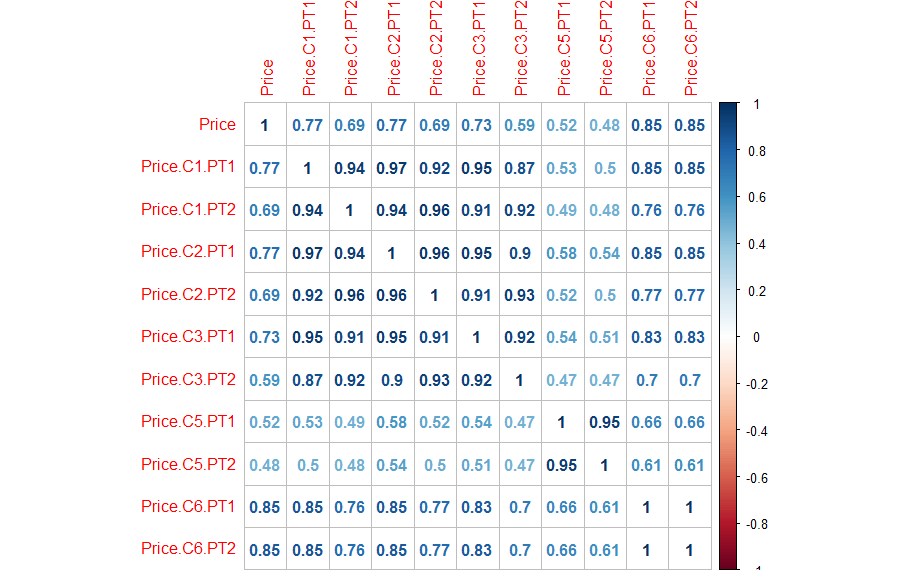 Price Price.C1.PT1 Price.C1.PT2 Price.C2.PT1 Price.C2.PT2 Price.C3.PT1 Price.C3.PT2 Price.C5.PT1 Price.C5.PT2 Price.C6.PT1 Price.C6.PT2
Price 1 0.77 0.69 0.77 0.69 0.73 0.59 0.52 0.48 0.85 0.85
Price.C1.PT1 0.77 1 0.94 0.97 0.92 0.95 0.87 0.53 0.5 0.85 0.85
Price.C1.PT2 0.69 0.94 1 0.94 0.96 0.91 0.92 0.49 0.48 0.76 0.76
Price.C2.PT1 0.77 0.97 0.94 1 0.96 0.95 0.9 0.58 0.54 0.85 0.85
Price.C2.PT2 0.69 0.92 0.96 0.96 1 0.91 0.93 0.52 0.5 0.77 0.77
Price.C3.PT1 0.73 0.95 0.91 0.95 0.91 1 0.92 0.54 0.51 0.83 0.83
Price.C3.PT2 0.59 0.87 0.92 0.9 0.93 0.92 1 0.47 0.47 0.7 0.7
Price.C5.PT1 0.52 0.53 0.49 0.58 0.52 0.54 0.47 1 0.95 0.66 0.66
Price.C5.PT2 0.48 0.5 0.48 0.54 0.5 0.51 0.47 0.95 1 0.61 0.61
Price.C6.PT1 0.85 0.85 0.76 0.85 0.77 0.83 0.7 0.66 0.61 1 1
Price.C6.PT2 0.85 0.85 0.76 0.85 0.77 0.83 0.7 0.66 0.61 1 1
1
0.8
0.6
0.4
0.2
0
-0.2
-0.4
-0.6
-0.8
-1